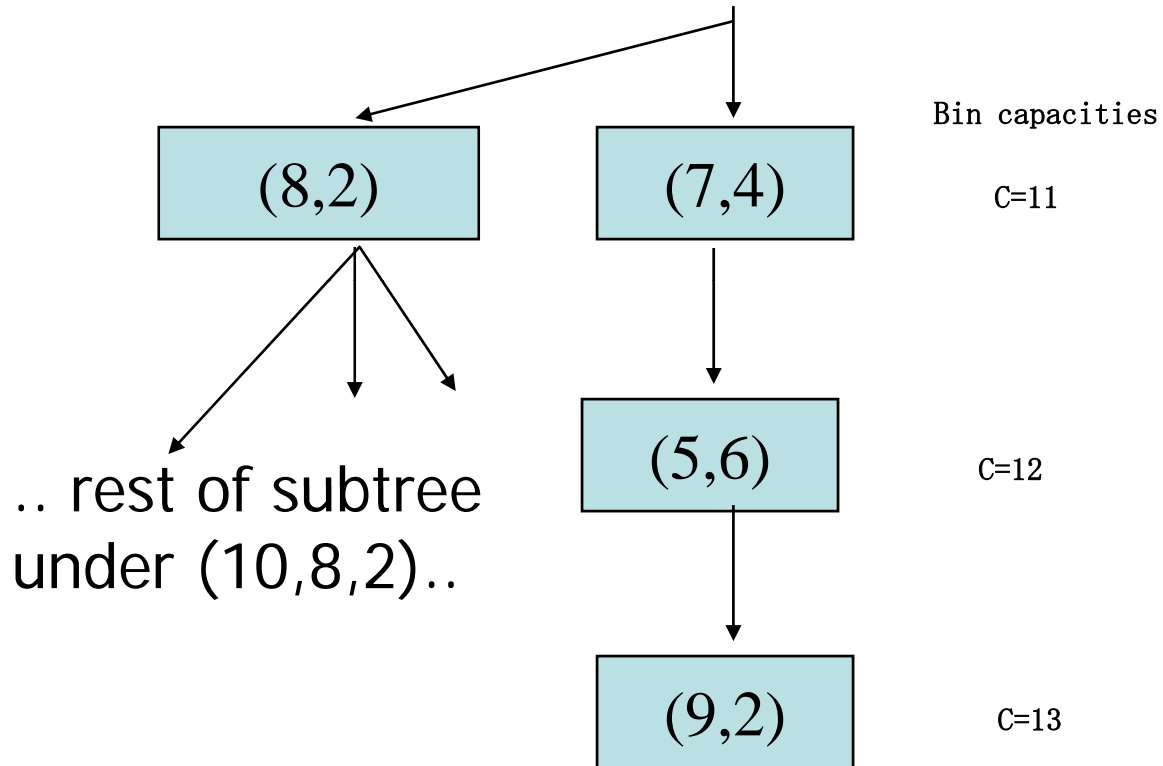 Bin capacities
(8,2)
(7,4)
C=11
(5,6)
C=12
.. rest of subtree
under (10,8,2)..
(9,2)
C=13